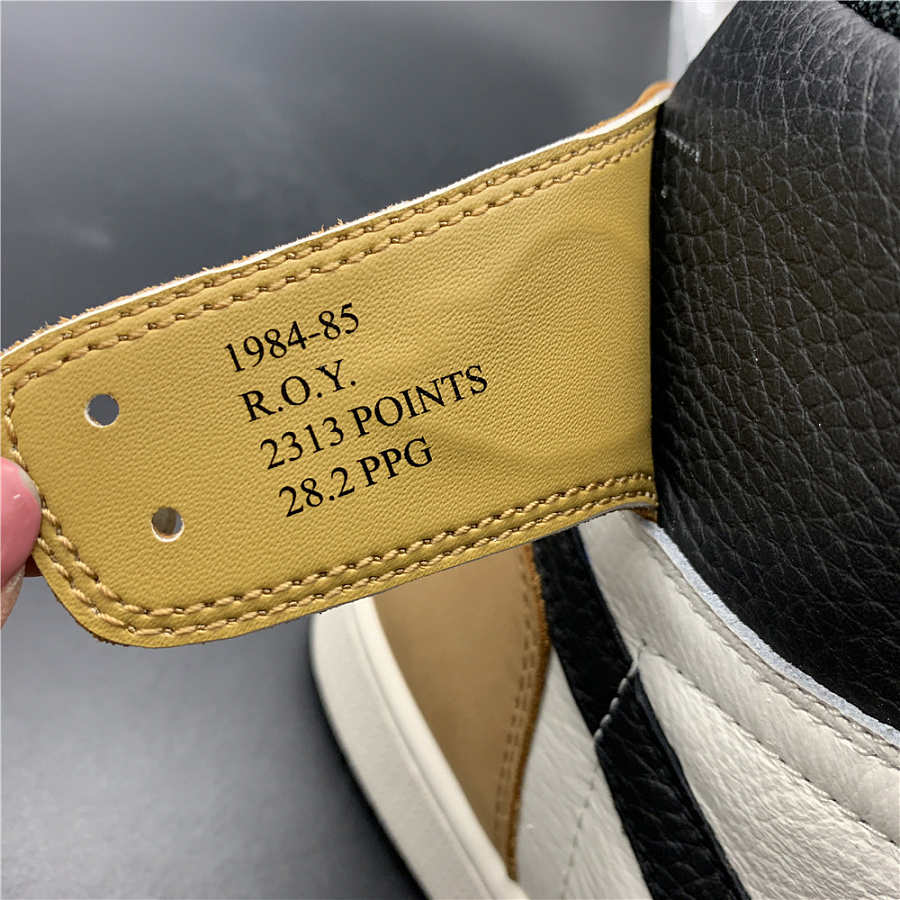 1984-85
R.O.Y.
2313 POINTS
28.2 PPG